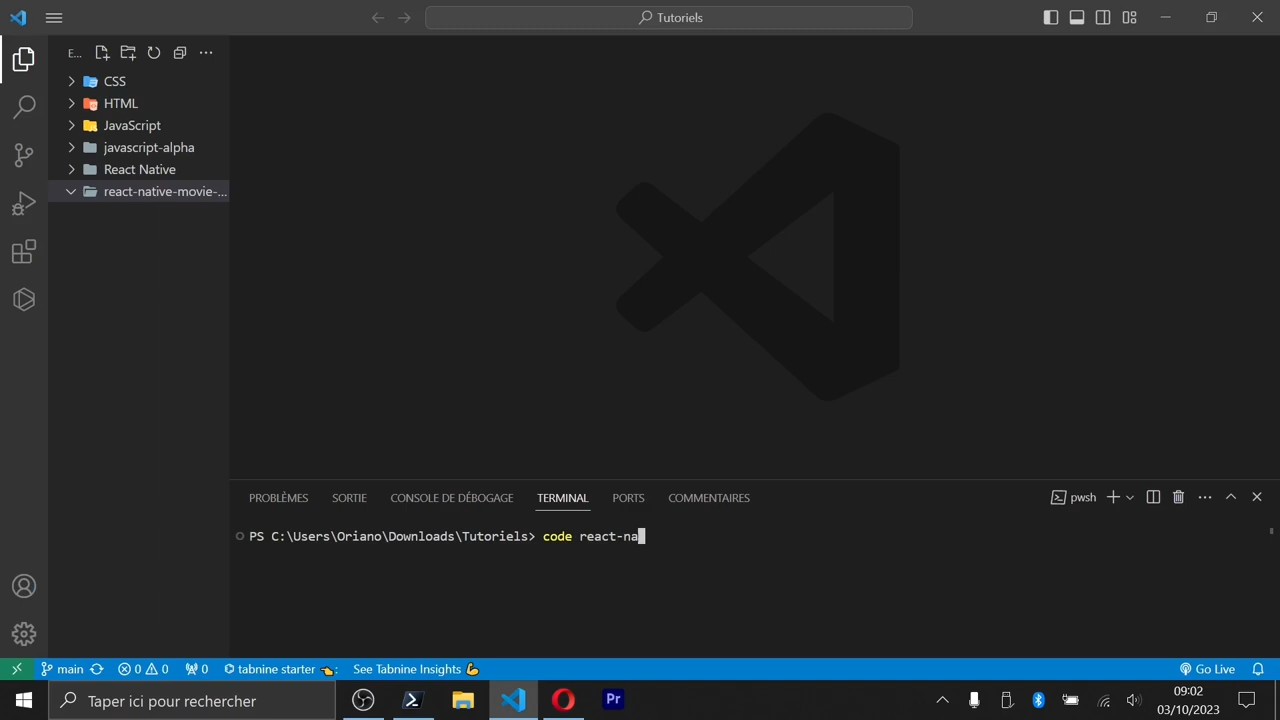 Tutoriels
E...
CSS
HTML
JavaScript
javascript-alpha
React Native
react-native-movie-...
PROBLÈMES SORTIE CONSOLE DE DÉBOGAGE TERMINAL PORTS COMMENTAIRES pwsh
PS C:\Users\Oriano\Downloads\Tutoriels> code react-na
main 0 0 0 tabnine starter : See Tabnine Insights Go Live
Taper ici pour rechercher Pr 09:02
03/10/2023